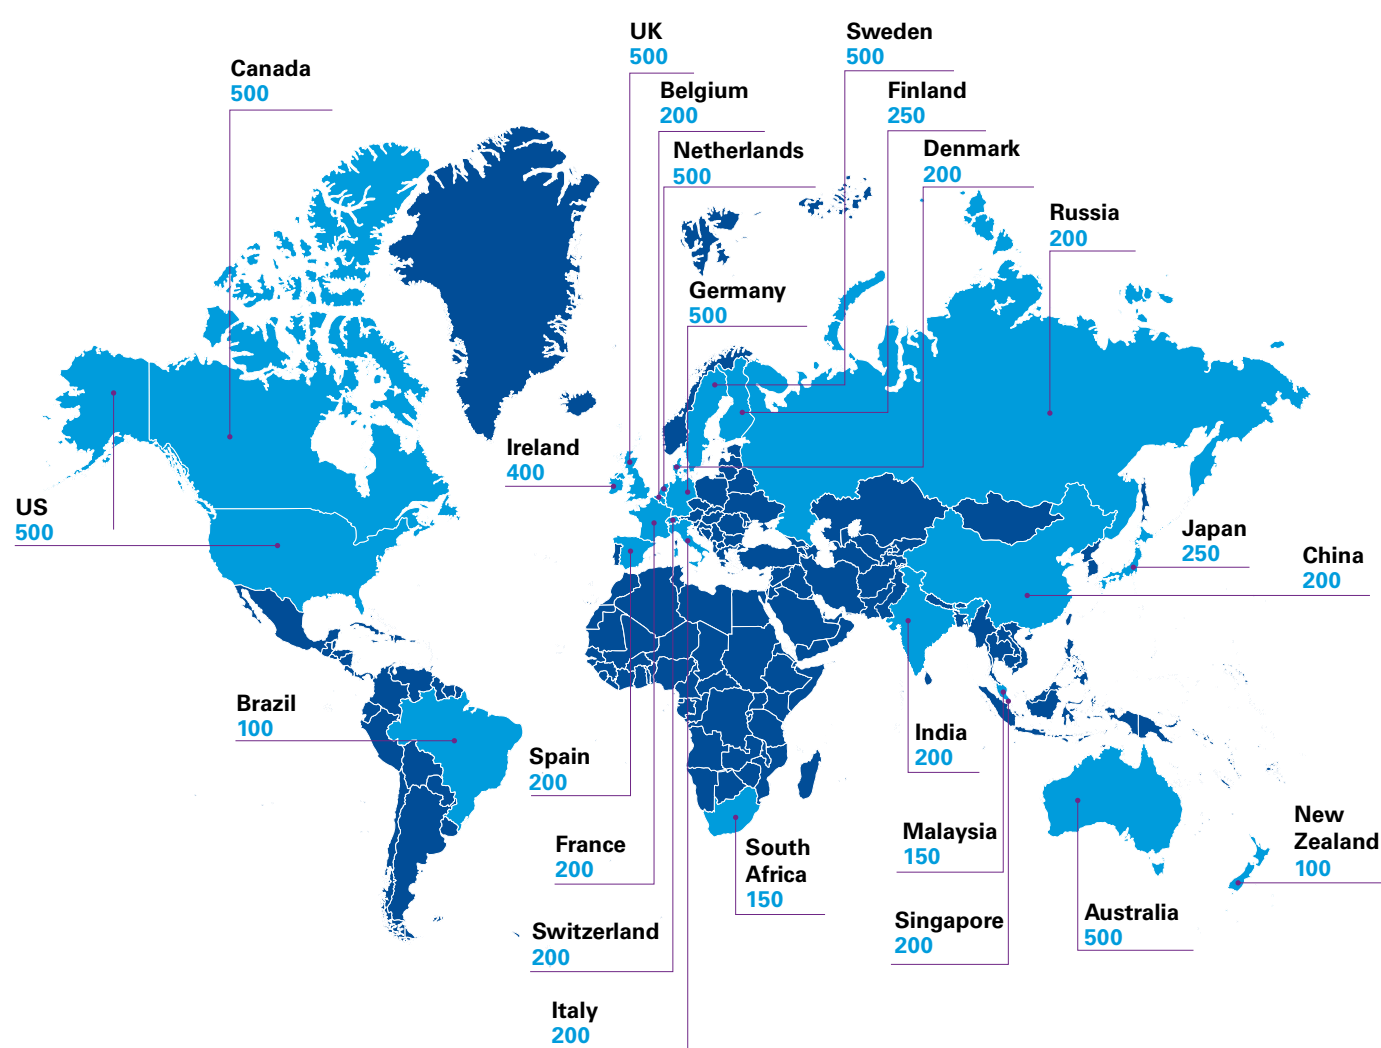 UK
500
Sweden
500
Canada
500
Belgium
200
Finland
250
Netherlands
500
Denmark
200
Russia
200
Germany
500
Ireland
400
US
500
Japan
250
China
200
Brazil
100
Spain
200
India
200
France
200
South
Africa
150
Malaysia
150
New
Zealand
100
Switzerland
200
Singapore
200
Australia
500
Italy
200